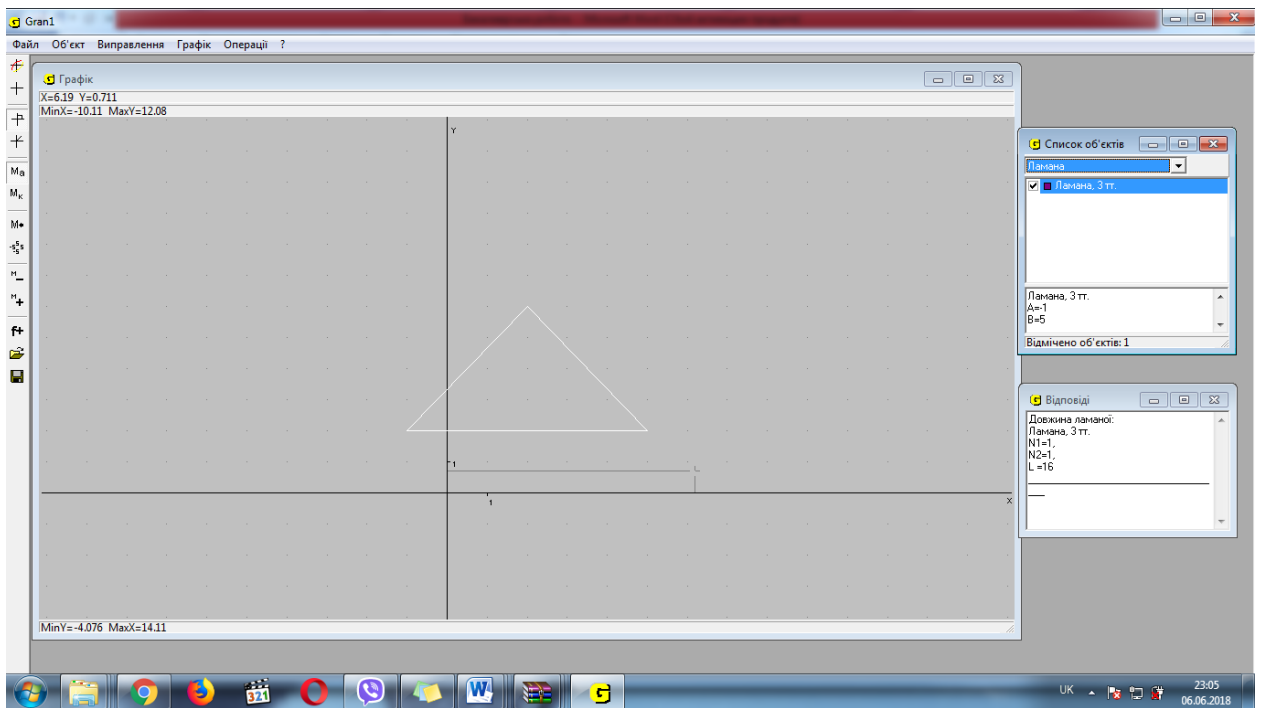 Gran1
Файл Об'єкт Виправлення Графік Операції ?
Графік
X=6.19 Y=0.711
MinX=-10.11 MaxY=12.08
Y
1
1
X
MinY=-4.076 MaxX=14.11
Ma
Мк
M
M
M
f+
Список об'єктів
Ламана
Ламана, 3 тт.
Ламана, 3 тт.
A=-1
B=5
Відмічено об'єктів: 1
Відповіді
Довжина ламаної:
Ламана, 3 тт.
N1=1,
N2=1,
L =16
321
W
G
UK
23:05
06.06.2018